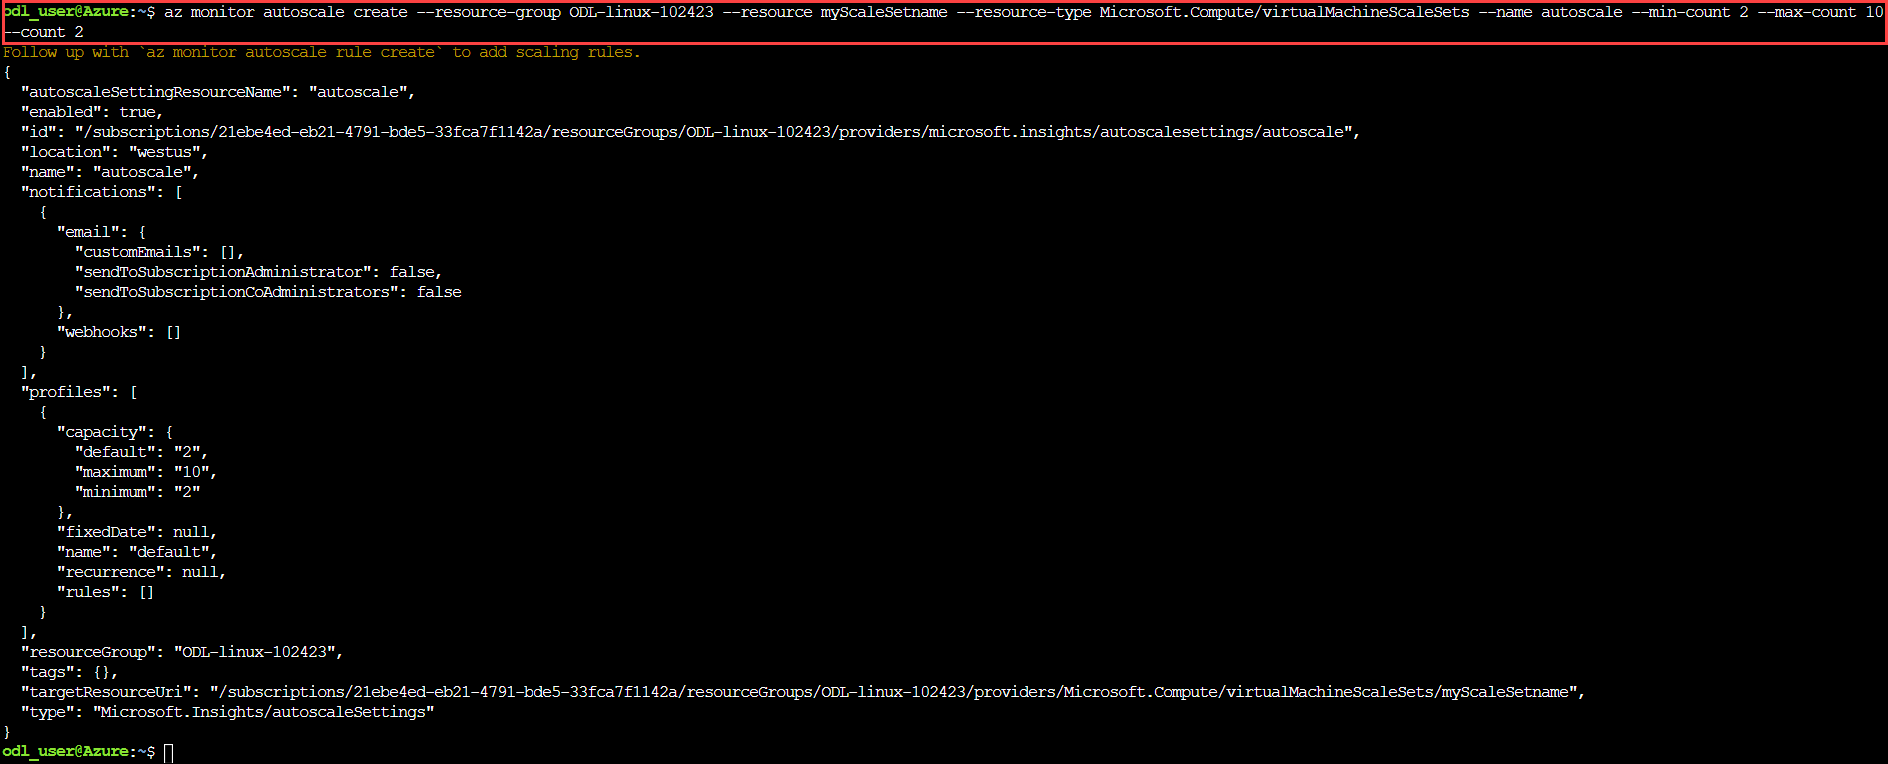 odl_user@Azure:~$ az monitor autoscale create --resource-group ODL-linux-102423 --resource myScaleSetname --resource-type Microsoft.Compute/virtualMachineScaleSets --name autoscale --min-count 2 --max-count 10
--count 2
Follow up with `az monitor autoscale rule create` to add scaling rules.
{
  "autoscaleSettingResourceName": "autoscale",
  "enabled": true,
  "id": "/subscriptions/21ebe4ed-eb21-4791-bde5-33fca7f1142a/resourceGroups/ODL-linux-102423/providers/microsoft.insights/autoscalesettings/autoscale",
  "location": "westus",
  "name": "autoscale",
  "notifications": [
    {
      "email": {
        "customEmails": [],
        "sendToSubscriptionAdministrator": false,
        "sendToSubscriptionCoAdministrators": false
      },
      "webhooks": []
    }
  ],
  "profiles": [
    {
      "capacity": {
        "default": "2",
        "maximum": "10",
        "minimum": "2"
      },
      "fixedDate": null,
      "name": "default",
      "recurrence": null,
      "rules": []
    }
  ],
  "resourceGroup": "ODL-linux-102423",
  "tags": {},
  "targetResourceUri": "/subscriptions/21ebe4ed-eb21-4791-bde5-33fca7f1142a/resourceGroups/ODL-linux-102423/providers/Microsoft.Compute/virtualMachineScaleSets/myScaleSetname",
  "type": "Microsoft.Insights/autoscaleSettings"
}
odl_user@Azure:~$